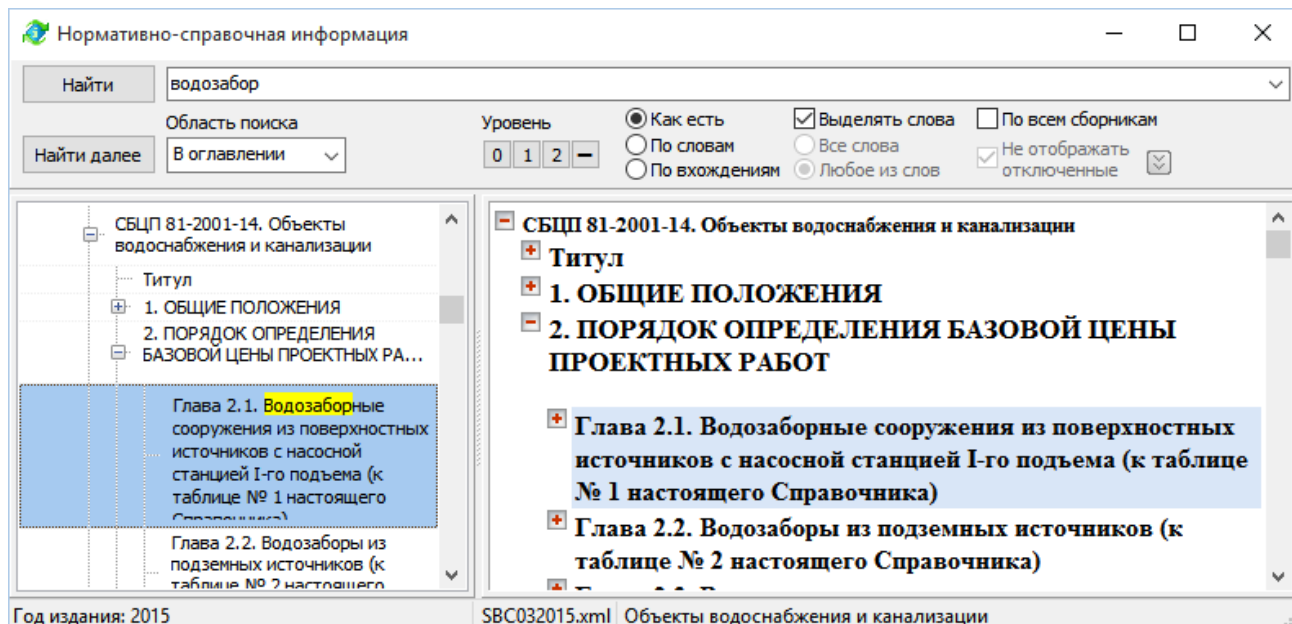 Нормативно-справочная информация
Найти
водозабор
Найти далее
Область поиска
В оглавлении
Уровень
0 1 2
Как есть
По словам
По вхождениям
Выделять слова
Все слова
Любое из слов
По всем сборникам
Не отображать
отключенные
СБЦП 81-2001-14. Объекты
водоснабжения и канализации
Титул
1. ОБЩИЕ ПОЛОЖЕНИЯ
2. ПОРЯДОК ОПРЕДЕЛЕНИЯ
БАЗОВОЙ ЦЕНЫ ПРОЕКТНЫХ РА...
Глава 2.1. Водозаборные
сооружения из поверхностных
источников с насосной
станцией I-го подъема (к
таблице № 1 настоящего
Справочника)
Глава 2.2. Водозаборы из
подземных источников (к
таблице № 2 настоящего
СБЦП 81-2001-14. Объекты водоснабжения и канализации
Титул
1. ОБЩИЕ ПОЛОЖЕНИЯ
2. ПОРЯДОК ОПРЕДЕЛЕНИЯ БАЗОВОЙ ЦЕНЫ
ПРОЕКТНЫХ РАБОТ
Глава 2.1. Водозаборные сооружения из поверхностных
источников с насосной станцией I-го подъема (к таблице
№ 1 настоящего Справочника)
Глава 2.2. Водозаборы из подземных источников (к
таблице № 2 настоящего Справочника)
Год издания: 2015
SBC032015.xml
Объекты водоснабжения и канализации